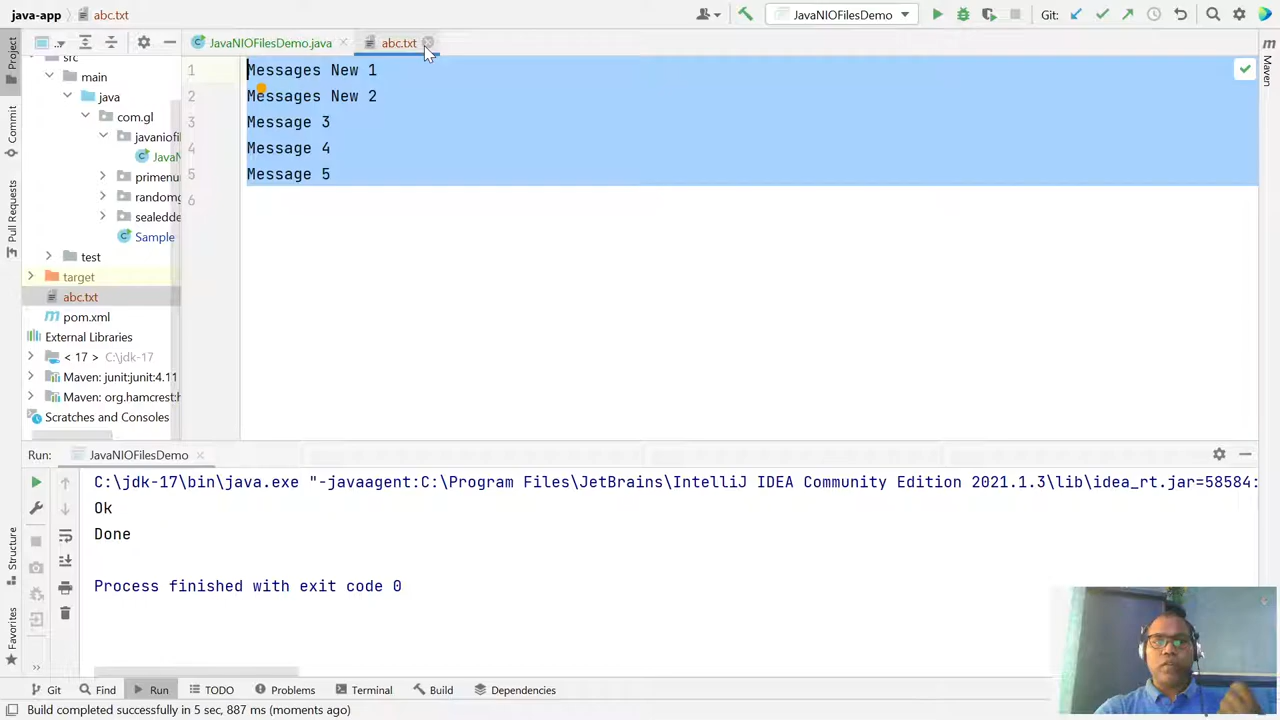 java-app
abc.txt
JavaNIOFilesDemo
Git:
Project
JavaNIOFilesDemo.java
abc.txt
Maven
src
main
java
com.gl
javaniofil
JavaN
primenu
random
sealedde
Sample
test
target
abc.txt
pom.xml
External Libraries
< 17 > C:\jdk-17
Maven: junit:junit:4.11
Maven: org.hamcrest:h
Scratches and Consoles
1 Messages New 1
2 Messages New 2
3 Message 3
4 Message 4
5 Message 5
6
Commit
Pull Requests
Run:
JavaNIOFilesDemo
C:\jdk-17\bin\java.exe "-javaagent:C:\Program Files\JetBrains\IntelliJ IDEA Community Edition 2021.1.3\lib\idea_rt.jar=58584:
Ok
Done
Process finished with exit code 0
Structure
Favorites
Git
Find
Run
TODO
Problems
Terminal
Build
Dependencies
Build completed successfully in 5 sec, 887 ms (moments ago)